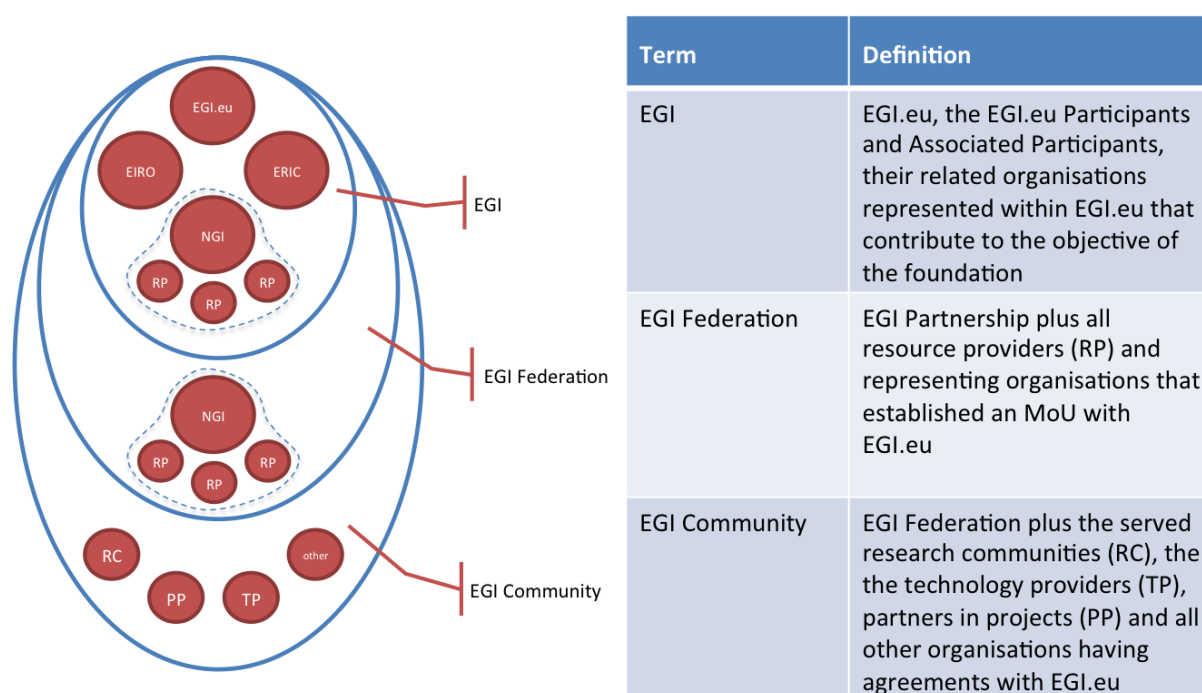 EGI.eu
EIRO
ERIC
NGI
RP
RP
RP
EGI
EGI Federation
NGI
RP
RP
RP
RC
PP
TP
other
EGI Community
Term
Definition
EGI
EGI.eu, the EGI.eu Participants
and Associated Participants,
their related organisations
represented within EGI.eu that
contribute to the objective of
the foundation
EGI Federation
EGI Partnership plus all
resource providers (RP) and
representing organisations that
established an MoU with
EGI.eu
EGI Community
EGI Federation plus the served
research communities (RC), the
the technology providers (TP),
partners in projects (PP) and all
other organisations having
agreements with EGI.eu